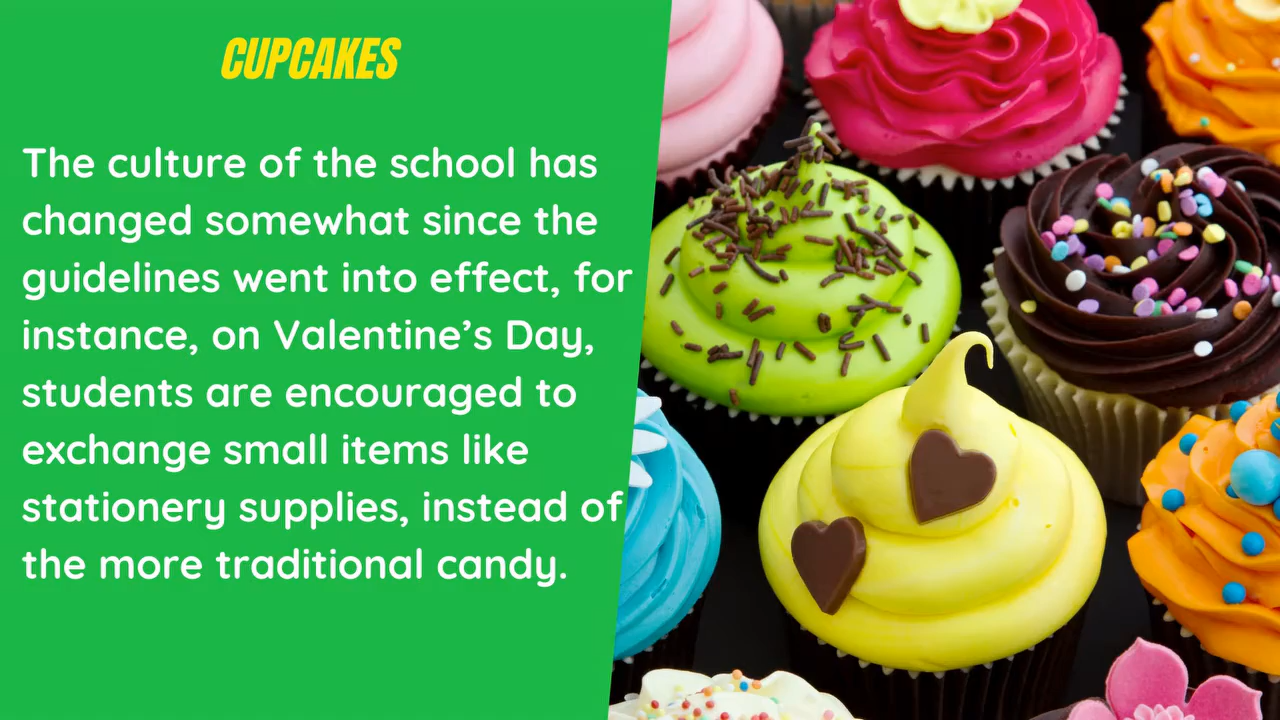 CUPCAKES
The culture of the school has
changed somewhat since the
guidelines went into effect, for
instance, on Valentine’s Day,
students are encouraged to
exchange small items like
stationery supplies, instead of
the more traditional candy.